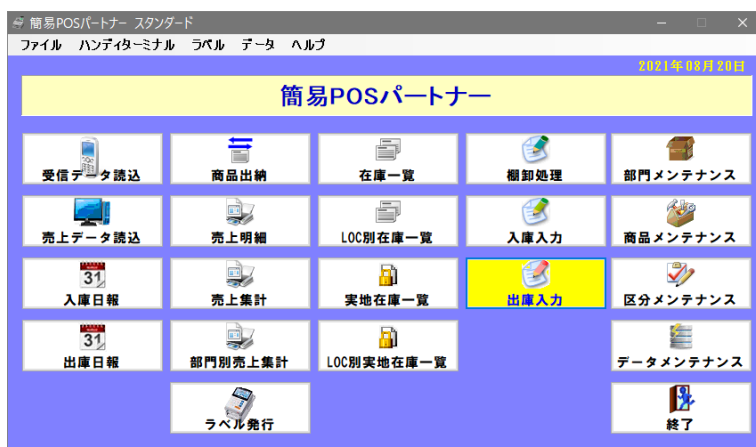 簡易POSパートナー スタンダード
ファイル ハンディターミナル ラベル データ ヘルプ
2021年08月20日
簡易POSパートナー
受信データ読込 商品出納 在庫一覧 棚卸処理 部門メンテナンス
売上データ読込 売上明細 LOC別在庫一覧 入庫入力 商品メンテナンス
31 入庫日報 売上集計 実地在庫一覧 出庫入力 区分メンテナンス
31 出庫日報 部門別売上集計 LOC別実地在庫一覧 データメンテナンス
ラベル発行 終了